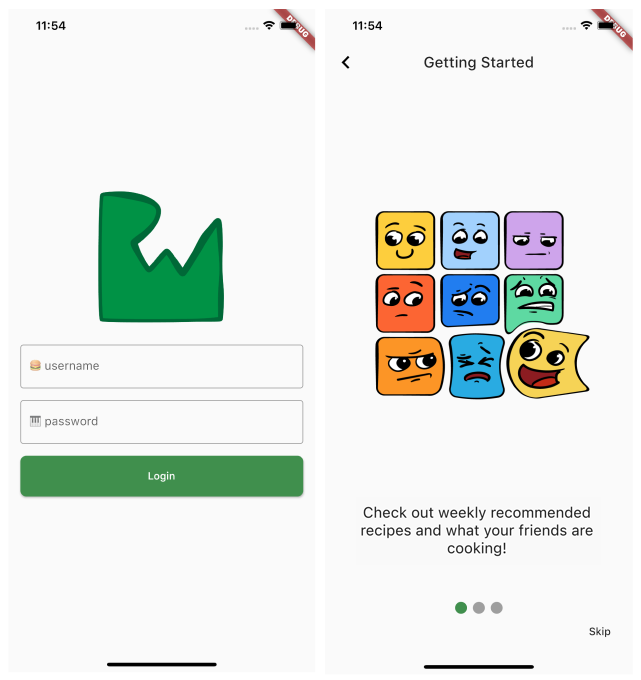 11:54
DEBUG
🍔 username
🎹 password
Login
11:54
DEBUG
Getting Started
Check out weekly recommended
recipes and what your friends are
cooking!
Skip